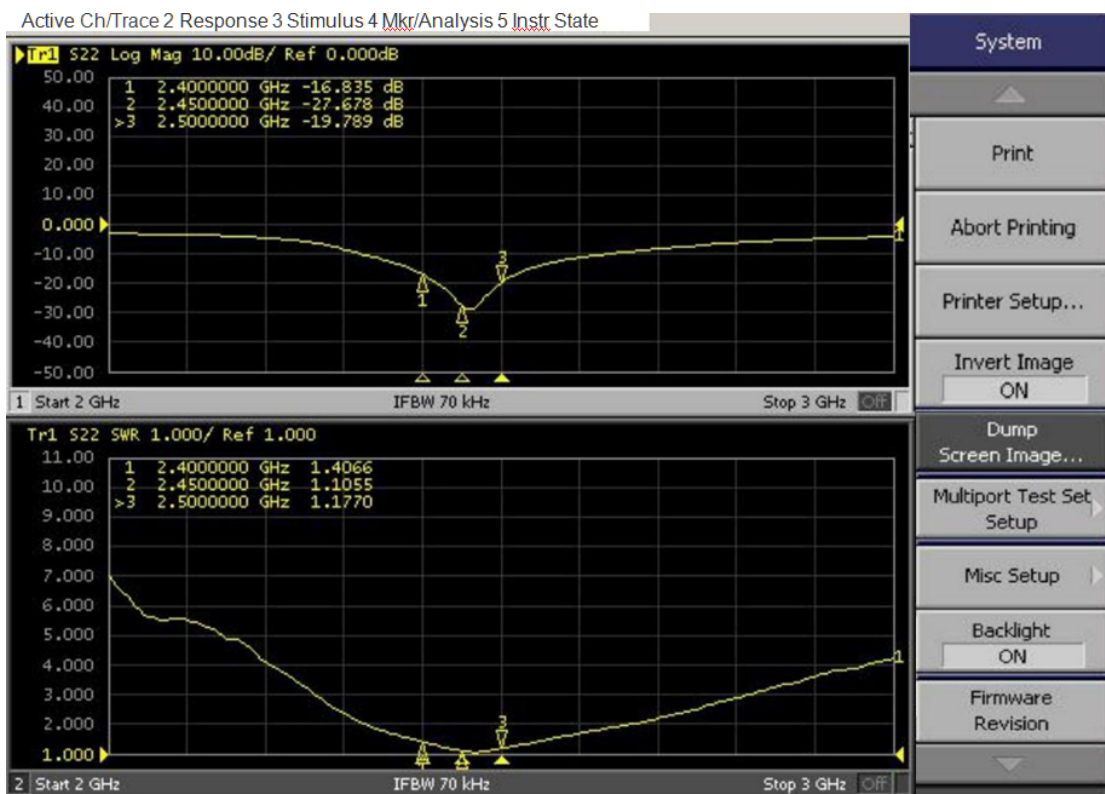 Active Ch/Trace 2 Response 3 Stimulus 4 Mkr/Analysis 5 Instr State
Tr1 S22 Log Mag 10.00dB/ Ref 0.000dB
50.00
40.00
30.00
20.00
10.00
0.000
-10.00
-20.00
-30.00
-40.00
-50.00
1 2.4000000 GHz -16.835 dB
2 2.4500000 GHz -27.678 dB
>3 2.5000000 GHz -19.789 dB
1
2
3
1
1 Start 2 GHz IFBW 70 kHz Stop 3 GHz Off
Tr1 S22 SWR 1.000/ Ref 1.000
11.00
10.00
9.000
8.000
7.000
6.000
5.000
4.000
3.000
2.000
1.000
1 2.4000000 GHz 1.4066
2 2.4500000 GHz 1.1055
>3 2.5000000 GHz 1.1770
3
1
2 Start 2 GHz IFBW 70 kHz Stop 3 GHz Off
System
Print
Abort Printing
Printer Setup...
Invert Image
ON
Dump
Screen Image...
Multiport Test Set
Setup
Misc Setup
Backlight
ON
Firmware
Revision